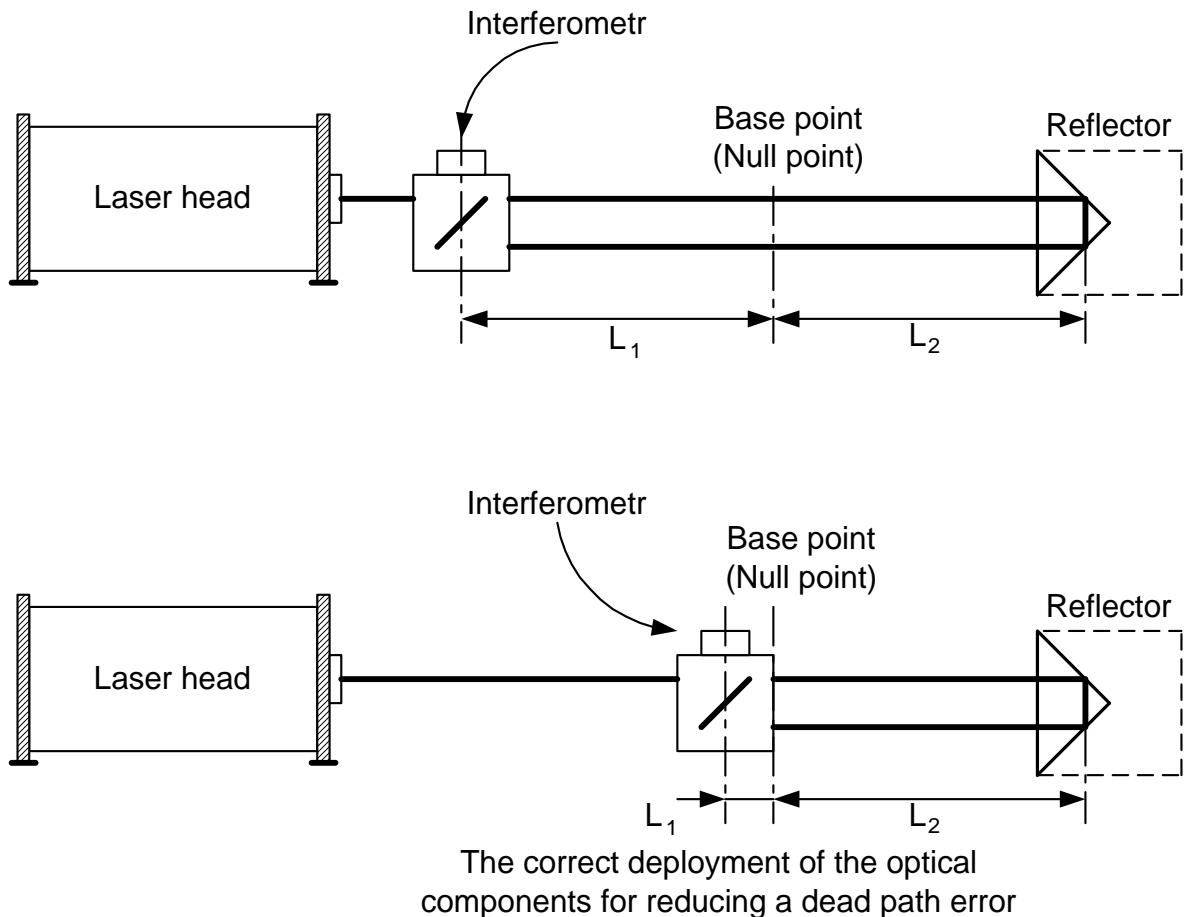 Interferometr
Base point
(Null point)
Reflector
Laser head
L1
L2
Interferometr
Base point
(Null point)
Reflector
Laser head
L1
L2
The correct deployment of the optical
components for reducing a dead path error